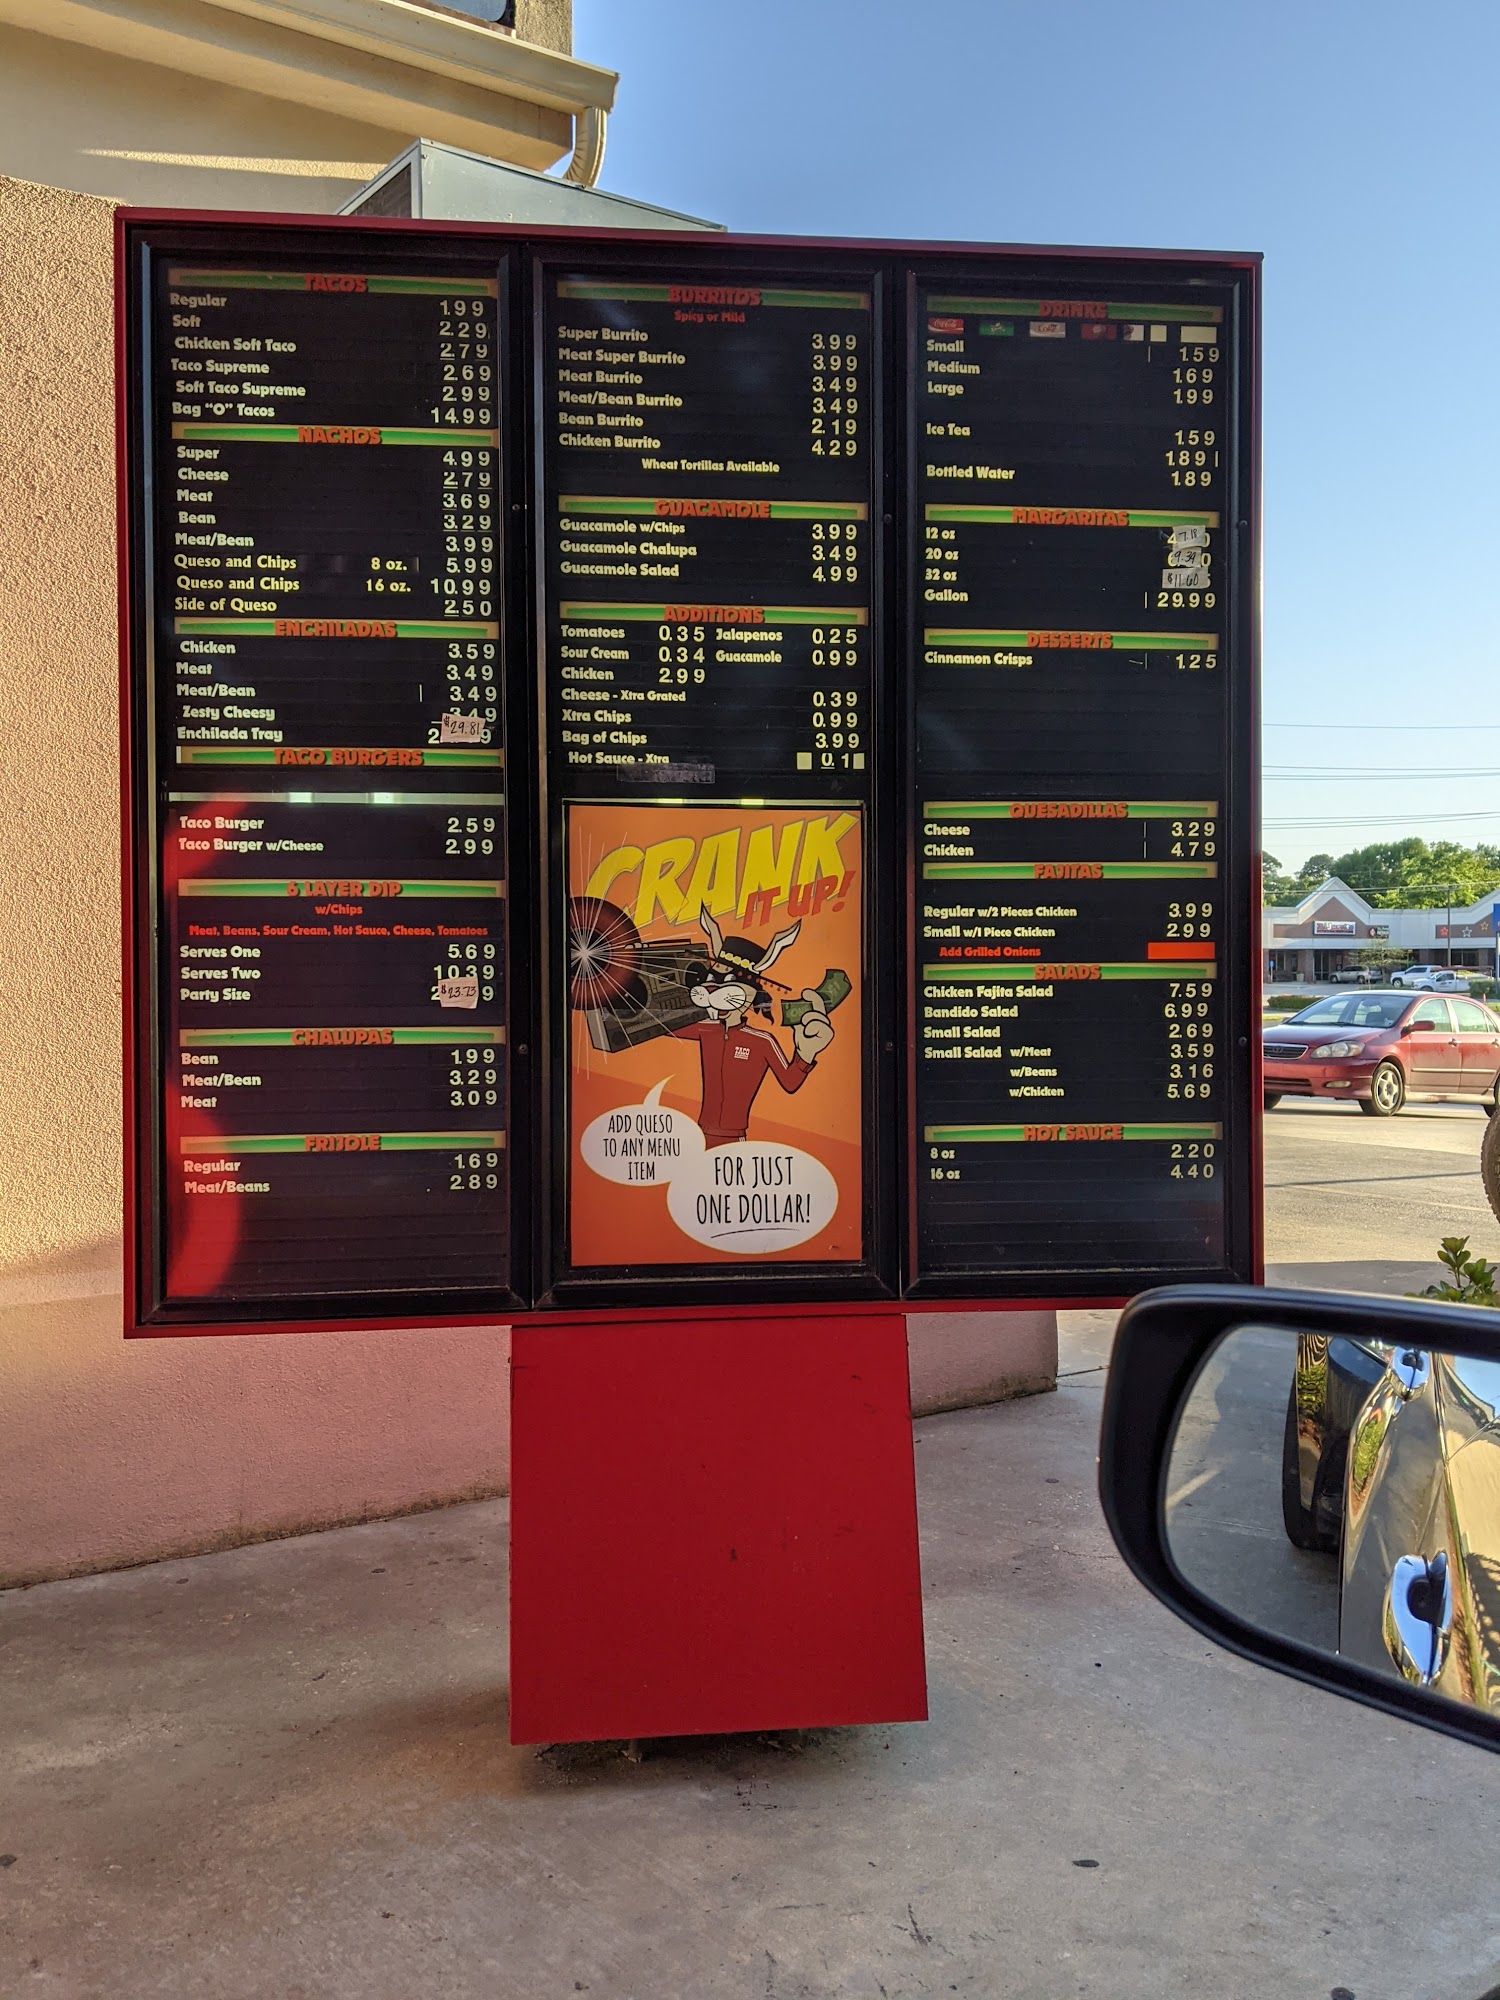 TACOS
Regular 1.99
Soft 2.29
Chicken Soft Taco 2.79
Taco Supreme 2.69
Soft Taco Supreme 2.99
Bag "O" Tacos 14.99
NACHOS
Super 4.99
Cheese 2.79
Meat 3.69
Bean 3.29
Meat/Bean 3.99
Queso and Chips 8 oz. 5.99
Queso and Chips 16 oz. 10.99
Side of Queso 2.50
ENCHILADAS
Chicken 3.59
Meat 3.49
Meat/Bean 3.49
Zesty Cheesy 3.49
Enchilada Tray $29.81
TACO BURGERS
Taco Burger 2.59
Taco Burger w/Cheese 2.99
6 LAYER DIP
w/Chips
Meat, Beans, Sour Cream, Hot Sauce, Cheese, Tomatoes
Serves One 5.69
Serves Two 10.39
Party Size $23.73
CHALUPAS
Bean 1.99
Meat/Bean 3.29
Meat 3.09
FRIJOLE
Regular 1.69
Meat/Beans 2.89
BURRITOS
Spicy or Mild
Super Burrito 3.99
Meat Super Burrito 3.99
Meat Burrito 3.49
Meat/Bean Burrito 3.49
Bean Burrito 2.19
Chicken Burrito 4.29
Wheat Tortillas Available
GUACAMOLE
Guacamole w/Chips 3.99
Guacamole Chalupa 3.49
Guacamole Salad 4.99
ADDITIONS
Tomatoes 0.35 Jalapenos 0.25
Sour Cream 0.34 Guacamole 0.99
Chicken 2.99
Cheese - Xtra Grated 0.39
Xtra Chips 0.99
Bag of Chips 3.99
Hot Sauce - Xtra 0.1
CRANK
IT UP!
TACO
ADD QUESO
TO ANY MENU
ITEM
FOR JUST
ONE DOLLAR!
DRINKS
Coca-Cola
Small 1.59
Medium 1.69
Large 1.99
Ice Tea 1.59
1.89
Bottled Water 1.89
MARGARITAS
12 oz 7.18
20 oz 9.39
32 oz $11.60
Gallon 29.99
DESSERTS
Cinnamon Crisps 1.25
QUESADILLAS
Cheese 3.29
Chicken 4.79
FAJITAS
Regular w/2 Pieces Chicken 3.99
Small w/1 Piece Chicken 2.99
Add Grilled Onions
SALADS
Chicken Fajita Salad 7.59
Bandido Salad 6.99
Small Salad 2.69
Small Salad w/Meat 3.59
w/Beans 3.16
w/Chicken 5.69
HOT SAUCE
8 oz 2.20
16 oz 4.40